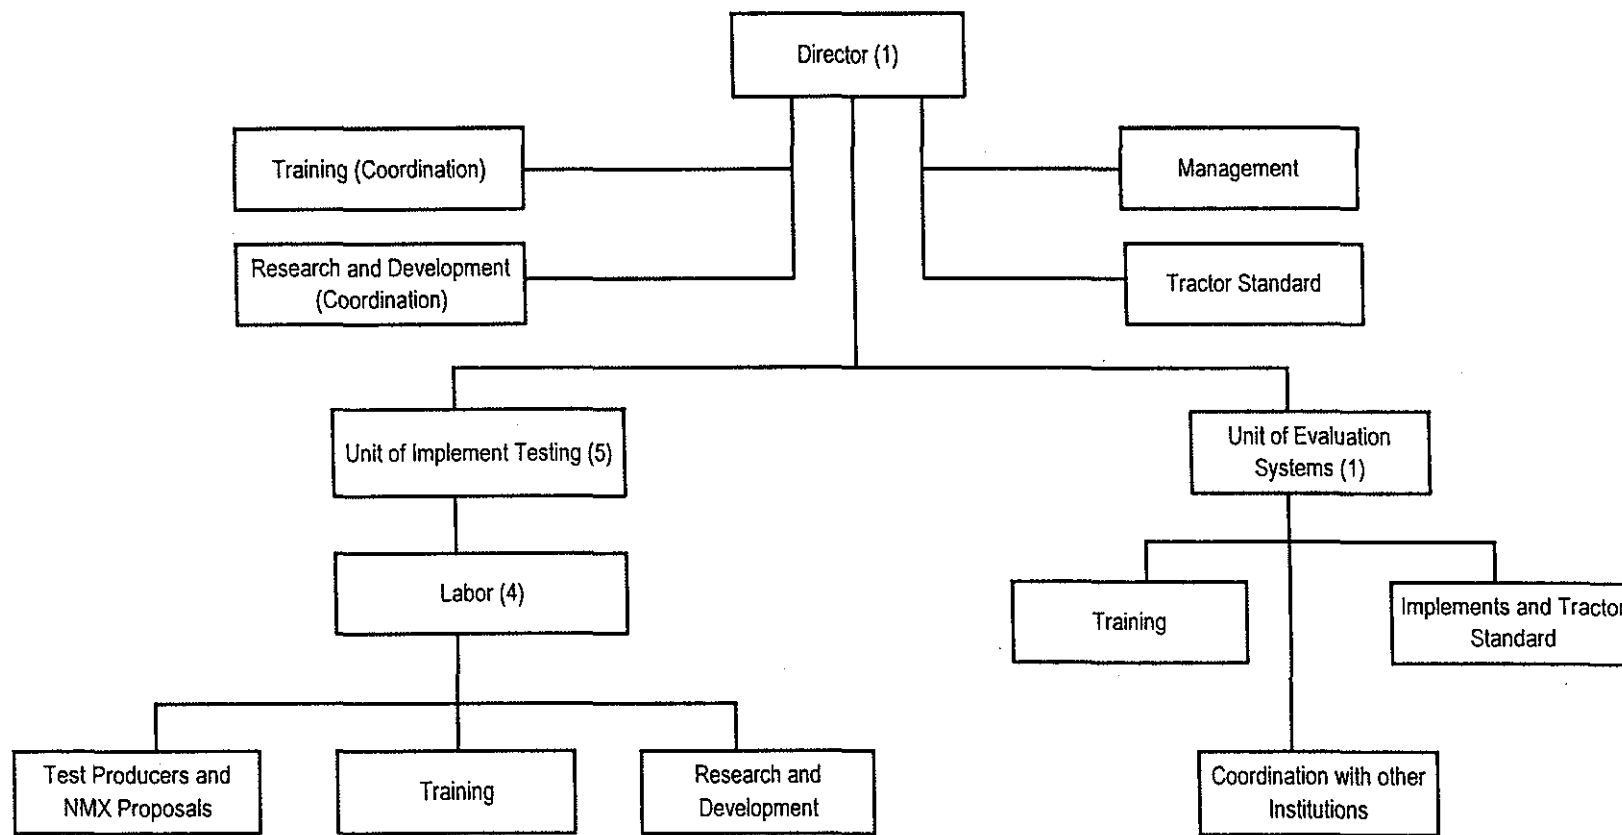 Director (1)
Training (Coordination)
Management
Research and Development
(Coordination)
Tractor Standard
Unit of Implement Testing (5)
Unit of Evaluation
Systems (1)
Labor (4)
Training
Implements and Tractor
Standard
Test Producers and
NMX Proposals
Training
Research and
Development
Coordination with other
Institutions